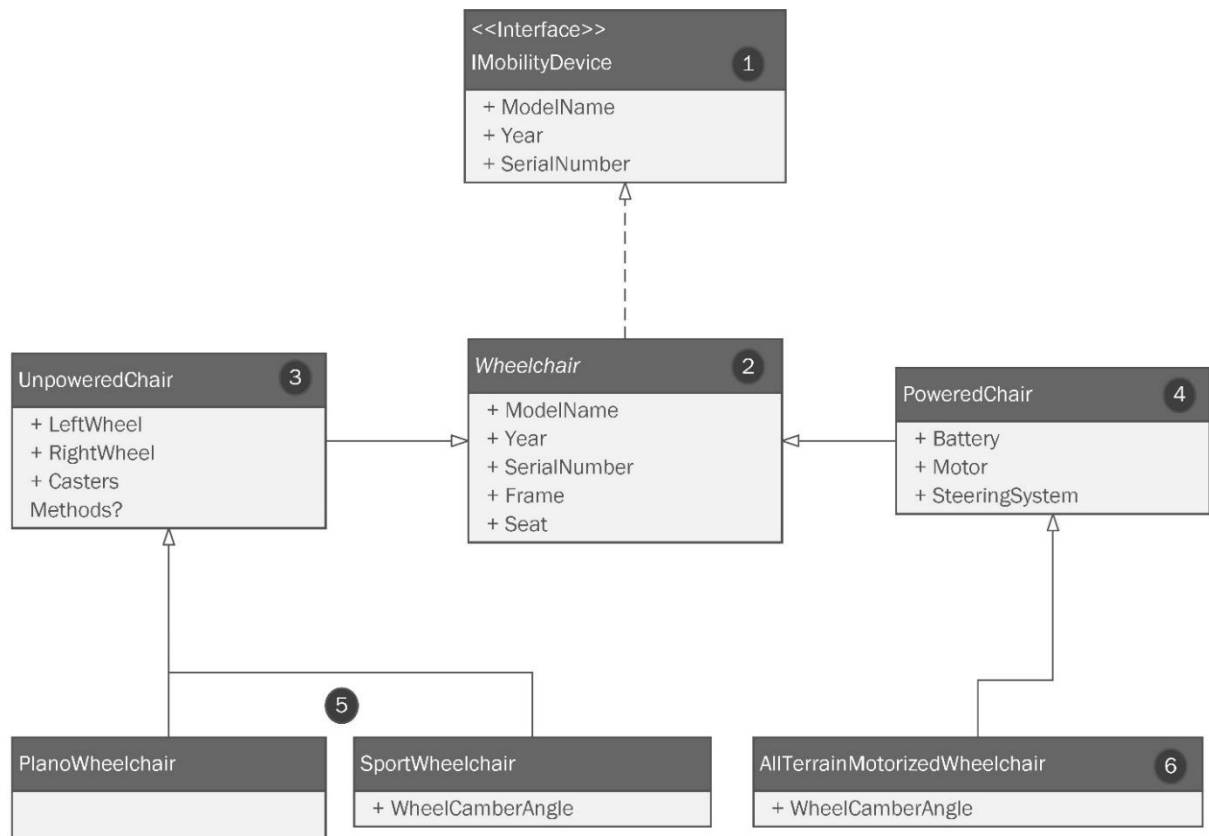 <<Interface>>
IMobilityDevice
1
+ ModelName
+ Year
+ SerialNumber
UnpoweredChair
3
+ LeftWheel
+ RightWheel
+ Casters
Methods?
Wheelchair
2
+ ModelName
+ Year
+ SerialNumber
+ Frame
+ Seat
PoweredChair
4
+ Battery
+ Motor
+ SteeringSystem
5
PlanoWheelchair
SportWheelchair
+ WheelCamberAngle
AllTerrainMotorizedWheelchair
6
+ WheelCamberAngle